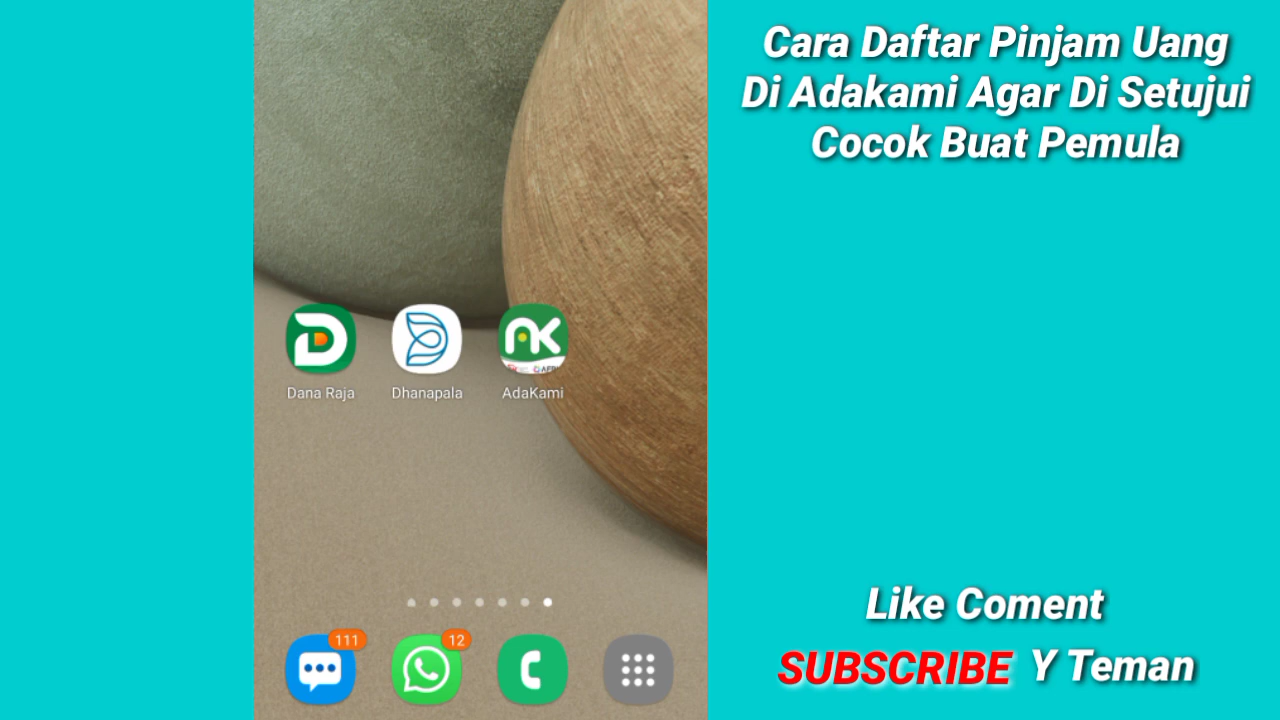 Cara Daftar Pinjam Uang
Di Adakami Agar Di Setujui
Cocok Buat Pemula
AK
Dana Raja
Dhanapala
AdaKami
111
12
Like Coment
SUBSCRIBE Y Teman